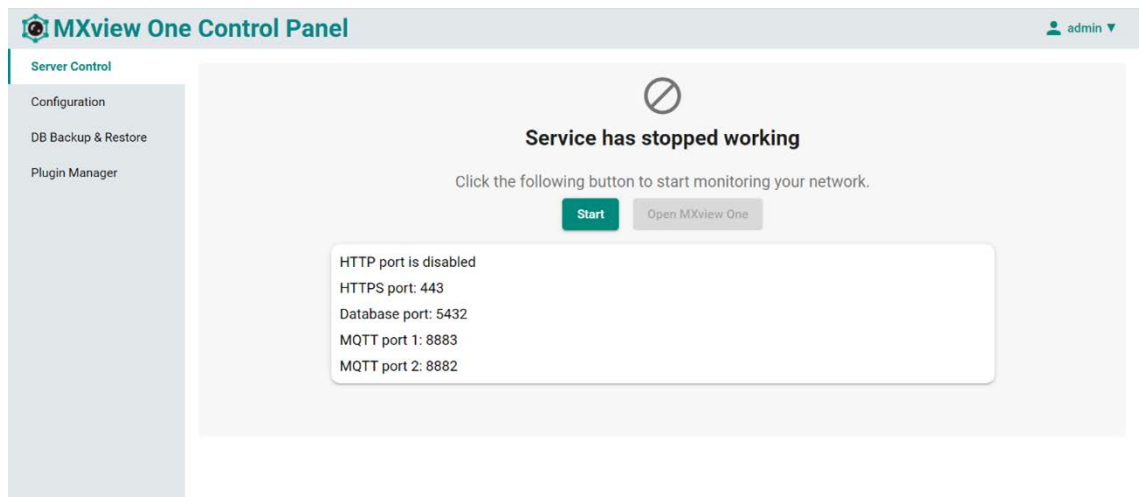 MXview One Control Panel
admin ▼
Server Control
Configuration
DB Backup & Restore
Plugin Manager
Service has stopped working
Click the following button to start monitoring your network.
Start
Open MXview One
HTTP port is disabled
HTTPS port: 443
Database port: 5432
MQTT port 1: 8883
MQTT port 2: 8882